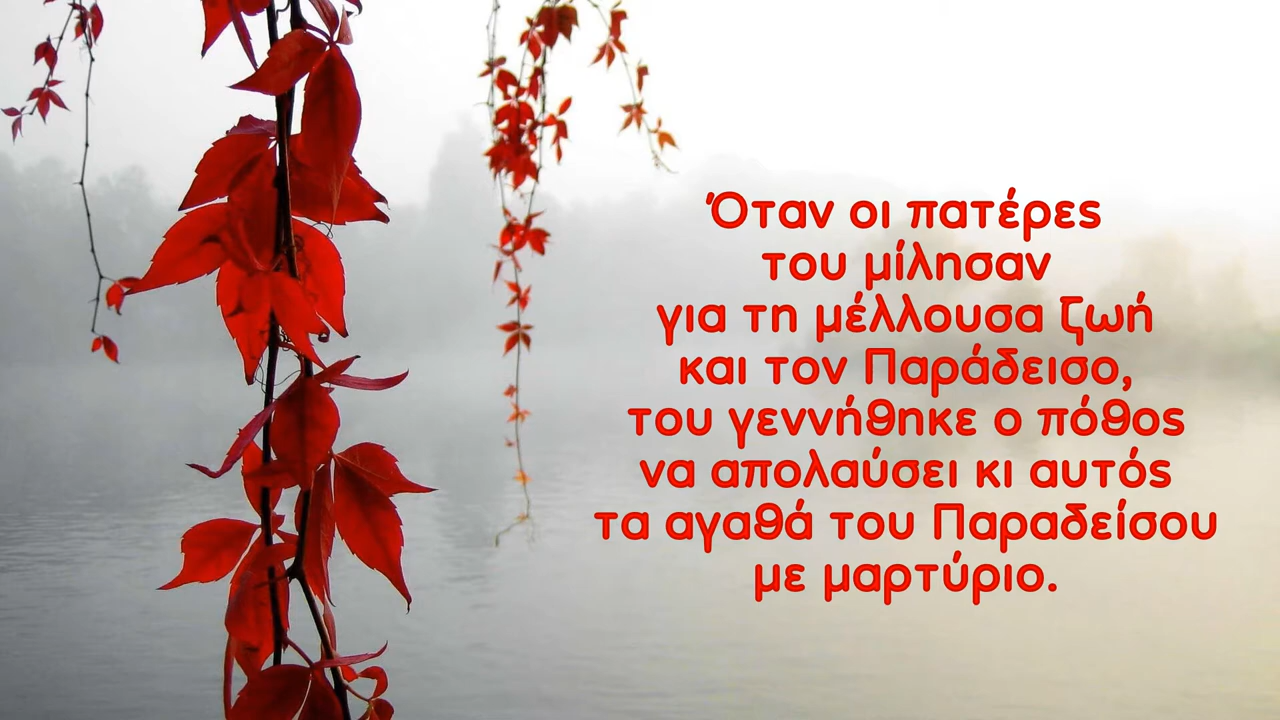 Όταν οι πατέρες
του μίλησαν
για τη μέλλουσα ζωή
και τον Παράδεισο,
του γεννήθηκε ο πόθος
να απολαύσει κι αυτός
τα αγαθά του Παραδείσου
με μαρτύριο.